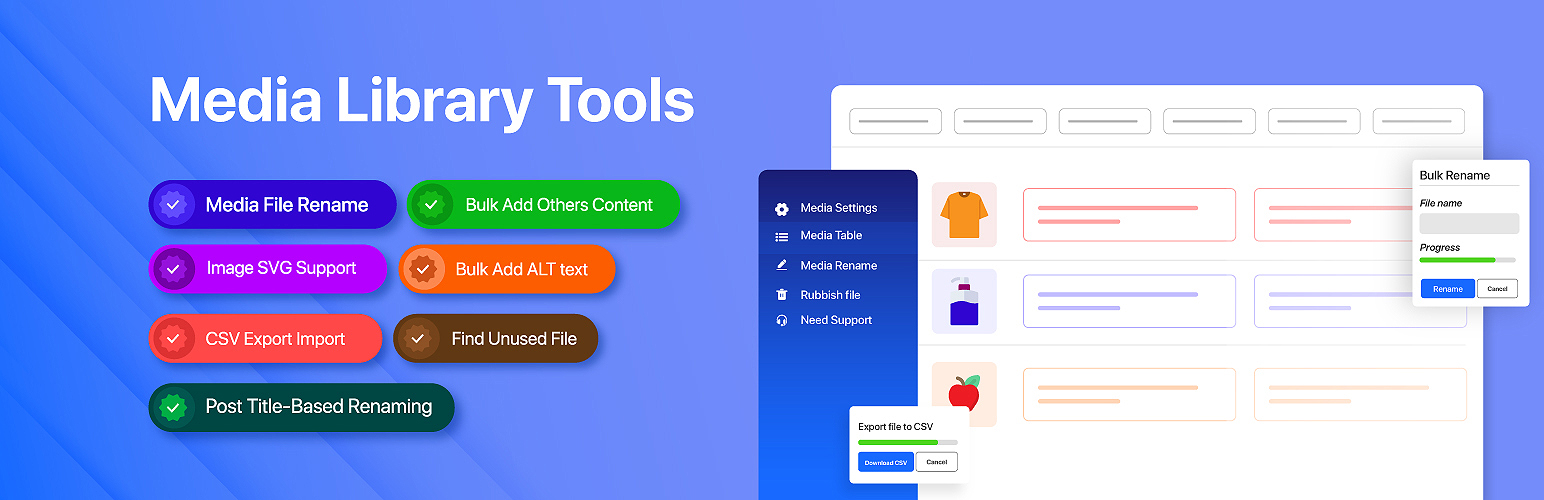 Media Library Tools
Media File Rename
Bulk Add Others Content
Image SVG Support
Bulk Add ALT text
CSV Export Import
Find Unused File
Post Title-Based Renaming
Media Settings
Media Table
Media Rename
Rubbish file
Need Support
Export file to CSV
Download CSV
Cancel
Bulk Rename
File name
Progress
Rename
Cancel